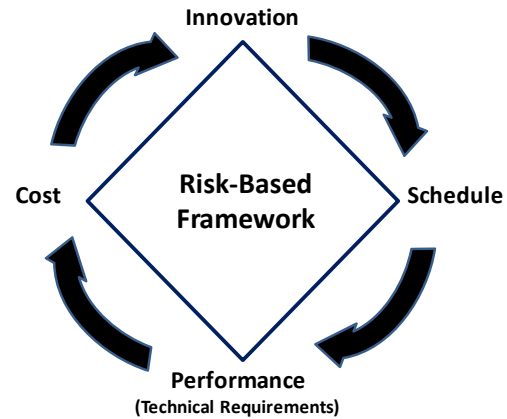 Innovation
Cost
Risk-Based
Framework
Schedule
Performance
(Technical Requirements)